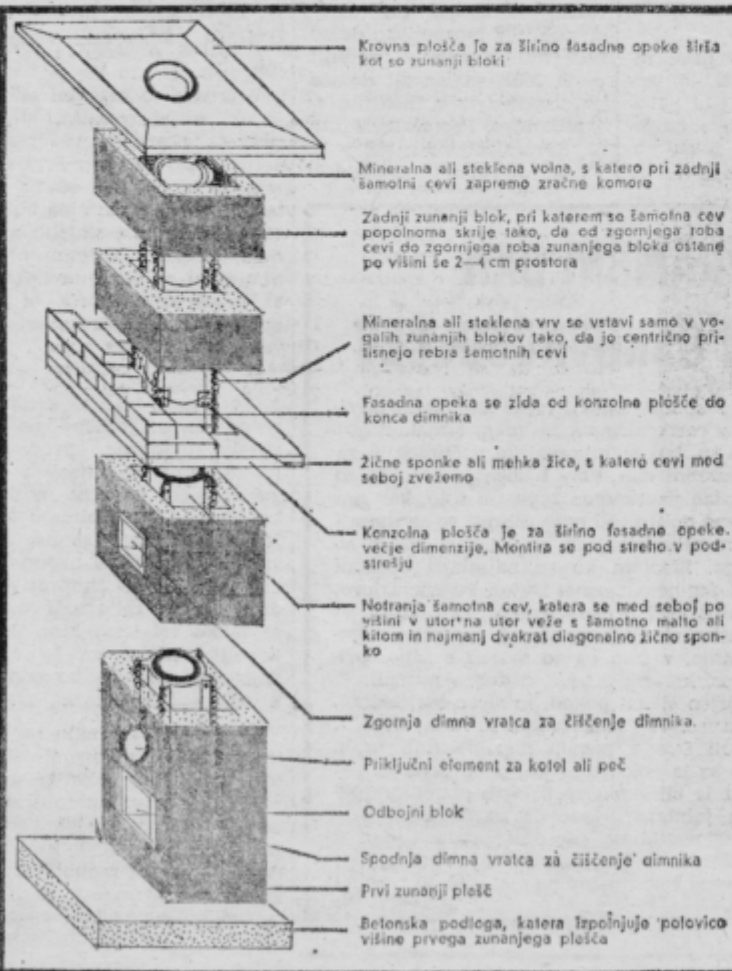 Krovna plošča je za širino fasadne opeke širša
kot so zunanji bloki
Mineralna ali steklena volna, s katero pri zadnji
šamotni cevi zapremo zračne komore
Zadnji zunanji blok, pri katerem se šamotna cev
popolnoma skrije tako, da od zgornjega roba
cevi do zgornjega roba zunanjega bloka ostane
po višini še 2—4 cm prostora
Mineralna ali steklena vrv se vstavi samo v vo-
galih zunanjih blokov tako, da je centrično pri-
tisnejo rebra šamotnih cevi
Fasadna opeka se zida od konzolne plošče do
konca dimnika
Žične sponke ali mehka žica, s katero cevi med
seboj zvežemo
Konzolna plošča je za širino fasadne opeke
večje dimenzije. Montira se pod streho v pod-
strešju
Notranja šamotna cev, katera se med seboj po
višini v utor na utor veže s šamotno malto ali
kitom in najmanj dvakrat diagonalno žično spon-
ko
Zgornja dimna vratca za čiščenje dimnika
Priključni element za kotel ali peč
Odbojni blok
Spodnja dimna vratca za čiščenje dimnika
Prvi zunanji plašč
Betonska podloga, katera izpolnjuje polovico
višine prvega zunanjega plašča